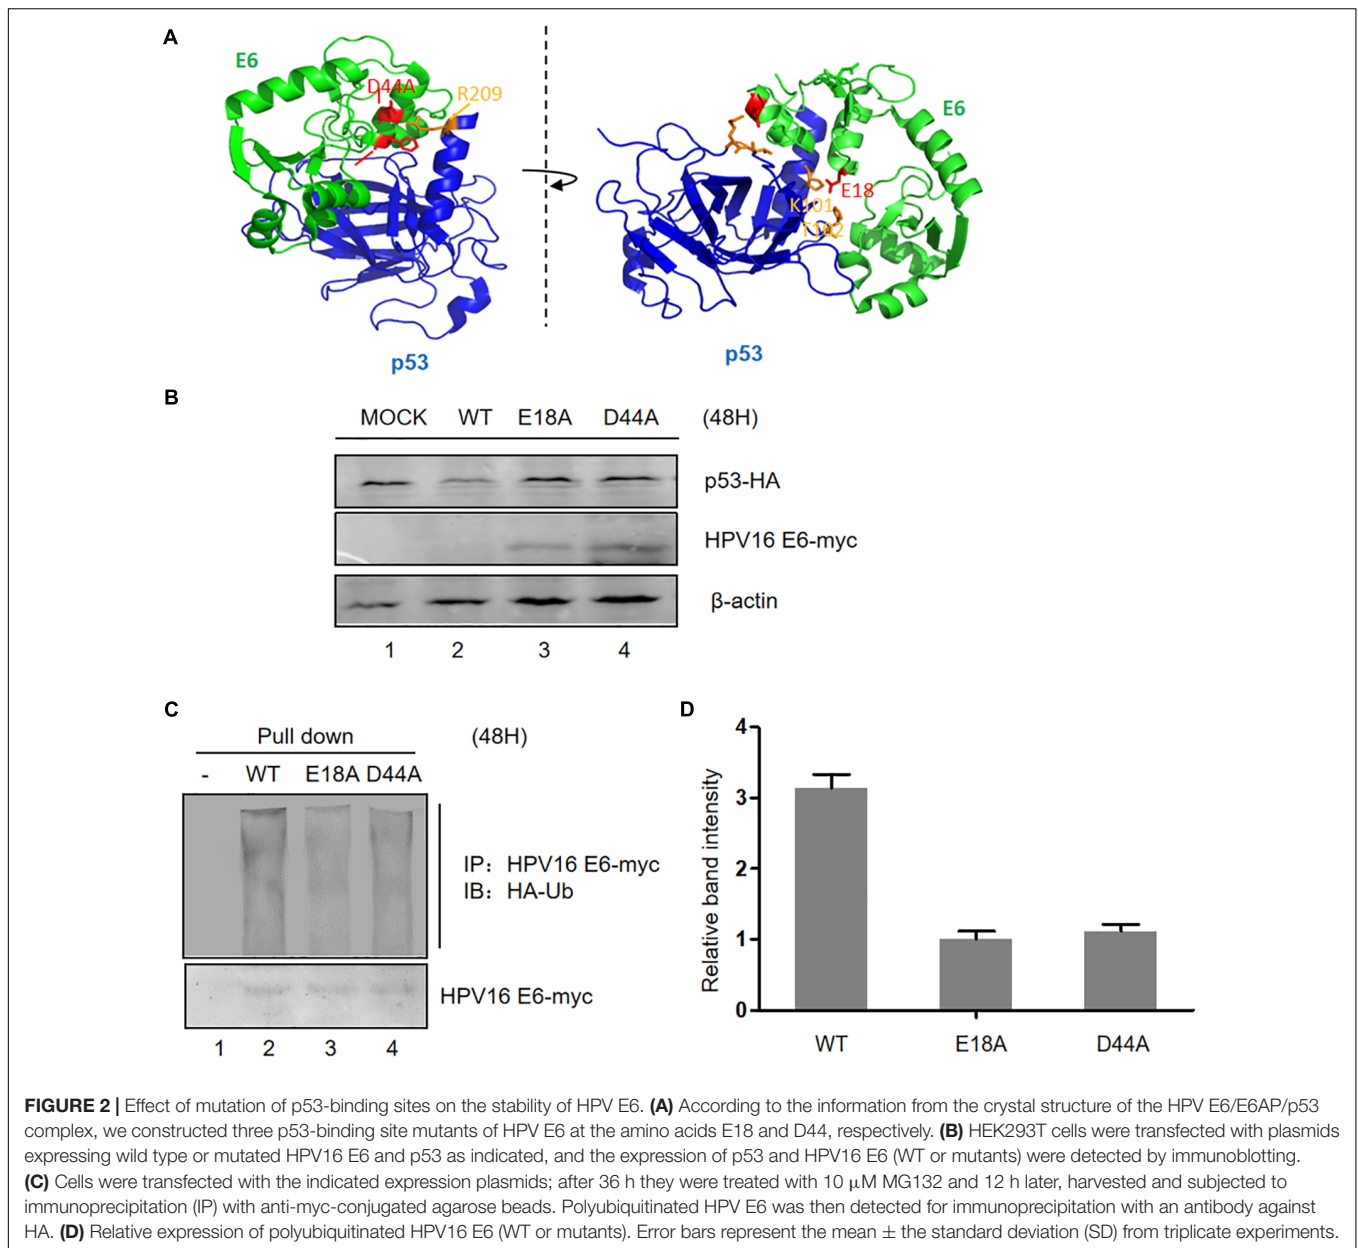 A
E6
D44A
R209
p53
E6
E18
K101
T102
p53
B
MOCK WT E18A D44A (48H)
p53-HA
HPV16 E6-myc
β-actin
1 2 3 4
C
Pull down (48H)
- WT E18A D44A
IP: HPV16 E6-myc
IB: HA-Ub
HPV16 E6-myc
1 2 3 4
D
Relative band intensity
4
3
2
1
0
WT E18A D44A
FIGURE 2 | Effect of mutation of p53-binding sites on the stability of HPV E6. (A) According to the information from the crystal structure of the HPV E6/E6AP/p53
complex, we constructed three p53-binding site mutants of HPV E6 at the amino acids E18 and D44, respectively. (B) HEK293T cells were transfected with plasmids
expressing wild type or mutated HPV16 E6 and p53 as indicated, and the expression of p53 and HPV16 E6 (WT or mutants) were detected by immunoblotting.
(C) Cells were transfected with the indicated expression plasmids; after 36 h they were treated with 10 μM MG132 and 12 h later, harvested and subjected to
immunoprecipitation (IP) with anti-myc-conjugated agarose beads. Polyubiquitinated HPV E6 was then detected for immunoprecipitation with an antibody against
HA. (D) Relative expression of polyubiquitinated HPV16 E6 (WT or mutants). Error bars represent the mean ± the standard deviation (SD) from triplicate experiments.